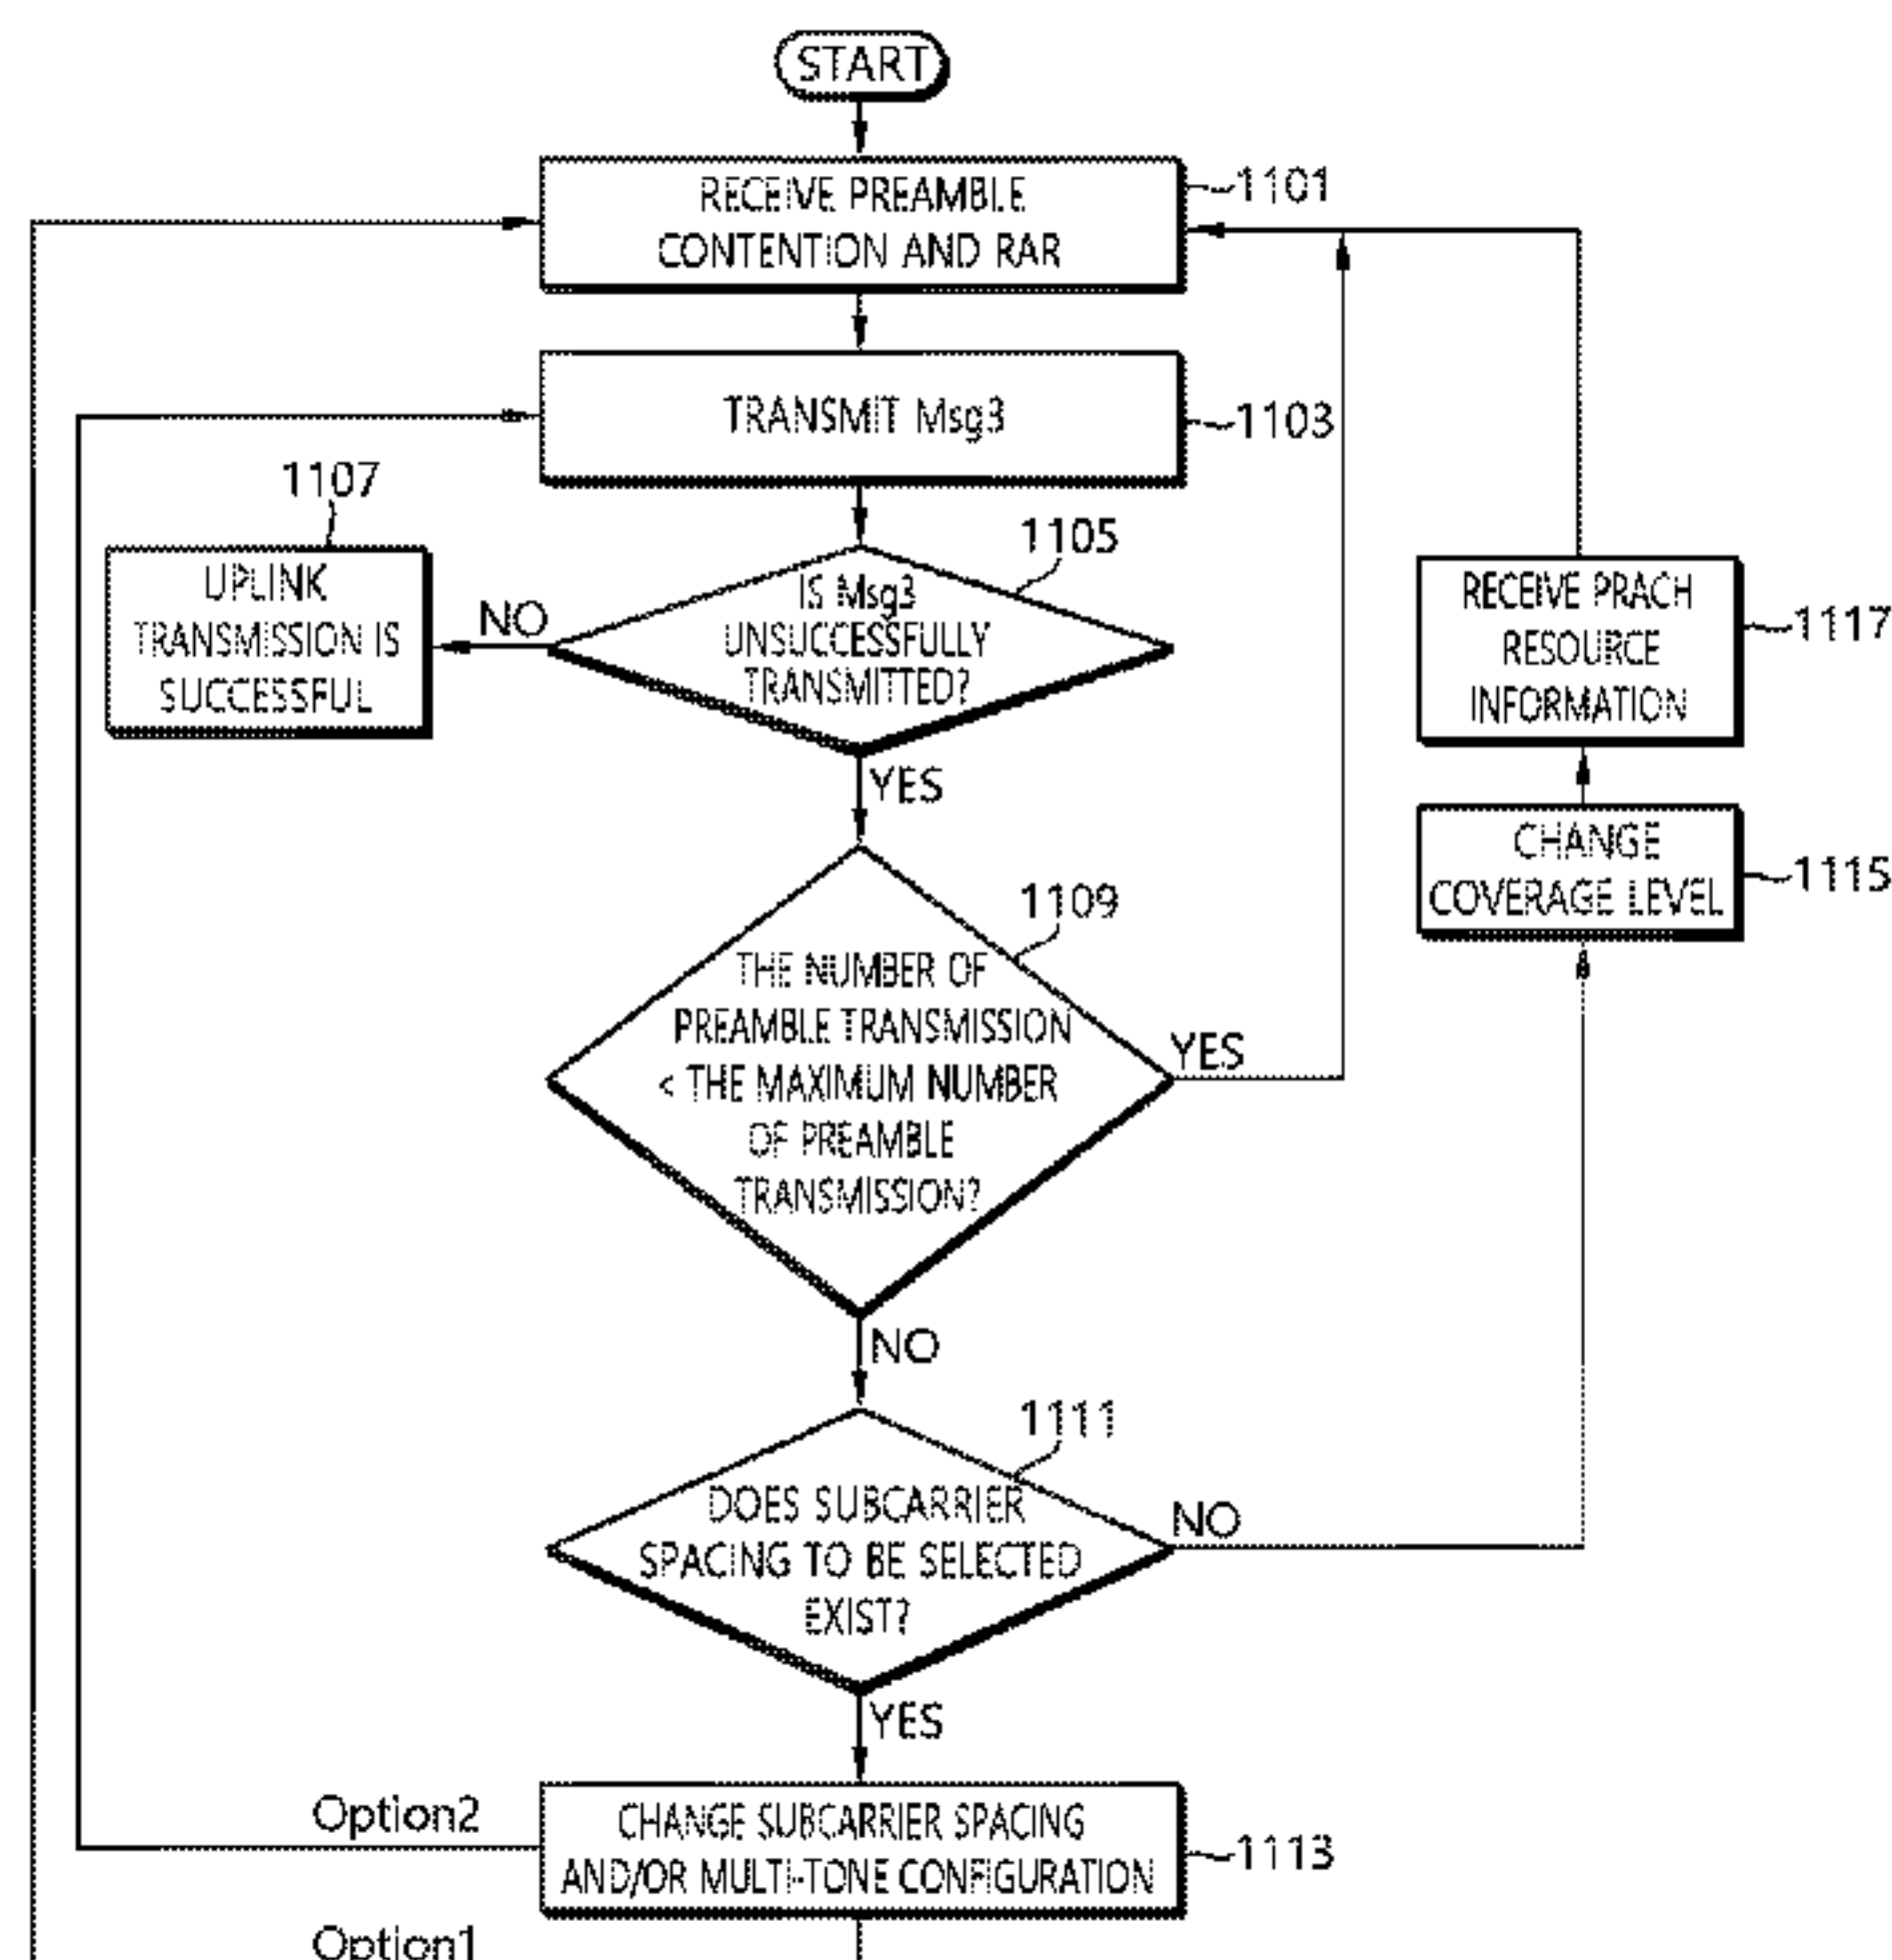 START
RECEIVE PREAMBLE
CONTENTION AND RAR
1101
TRANSMIT Msg3
1103
1107
UPLINK
TRANSMISSION IS
SUCCESSFUL
NO
1105
IS Msg3
UNSUCCESSFULLY
TRANSMITTED?
YES
RECEIVE PRACH
RESOURCE
INFORMATION
1117
CHANGE
COVERAGE LEVEL
1115
1109
THE NUMBER OF
PREAMBLE TRANSMISSION
< THE MAXIMUM NUMBER
OF PREAMBLE
TRANSMISSION?
YES
NO
1111
DOES SUBCARRIER
SPACING TO BE SELECTED
EXIST?
NO
YES
Option2
CHANGE SUBCARRIER SPACING
AND/OR MULTI-TONE CONFIGURATION
1113
Option1